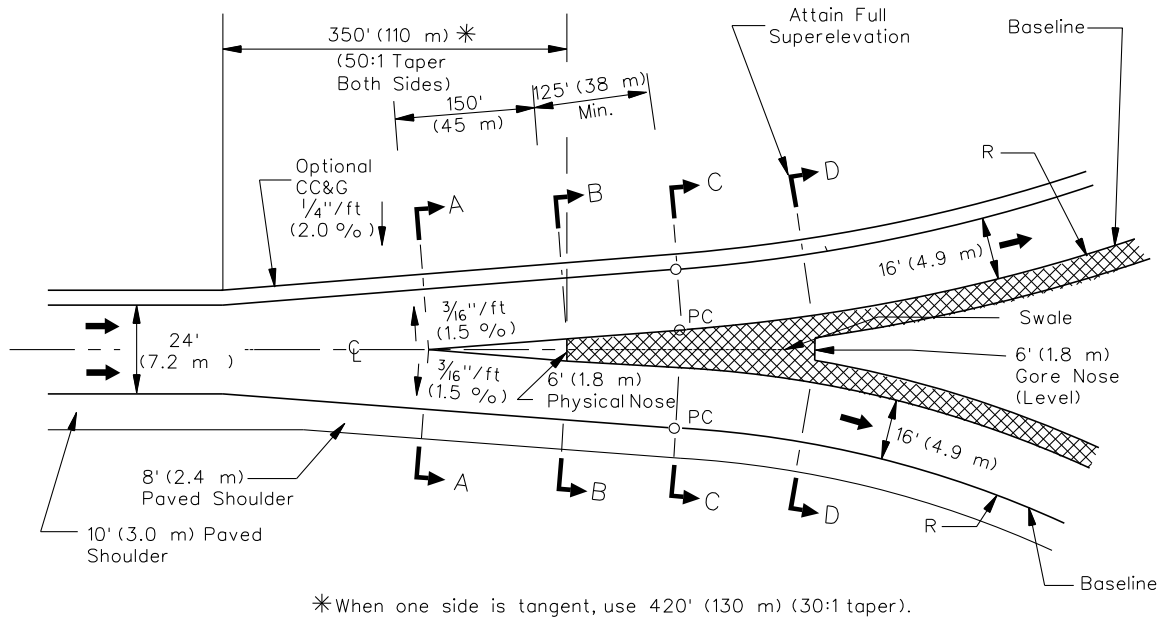 Attain Full
Superelevation
Baseline
350' (110 m) ✳
(50:1 Taper
Both Sides)
150'
(45 m)
125' (38 m)
Min.
R
Optional
CC&G
1/4"/ft
(2.0 %)
A
B
C
D
16' (4.9 m)
3/16"/ft
(1.5 %)
PC
Swale
24'
(7.2 m )
℄
3/16"/ft
(1.5 %)
6' (1.8 m)
Physical Nose
6' (1.8 m)
Gore Nose
(Level)
PC
16' (4.9 m)
8' (2.4 m)
Paved Shoulder
A
B
C
D
10' (3.0 m) Paved
Shoulder
R
Baseline
✳ When one side is tangent, use 420' (130 m) (30:1 taper).